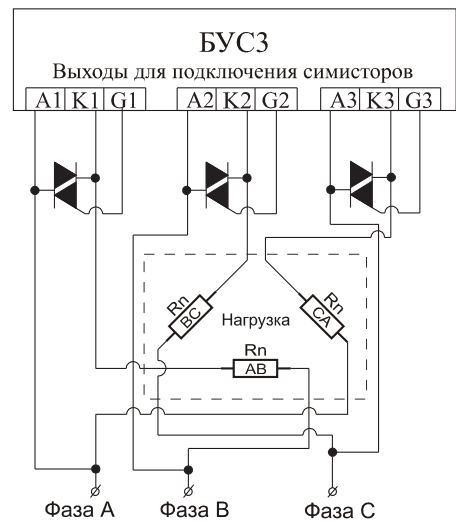 БУС3
Выходы для подключения симисторов
A1 K1 G1 A2 K2 G2 A3 K3 G3
Rn
BC
Нагрузка
Rn
CA
Rn
AB
Фаза А Фаза В Фаза С